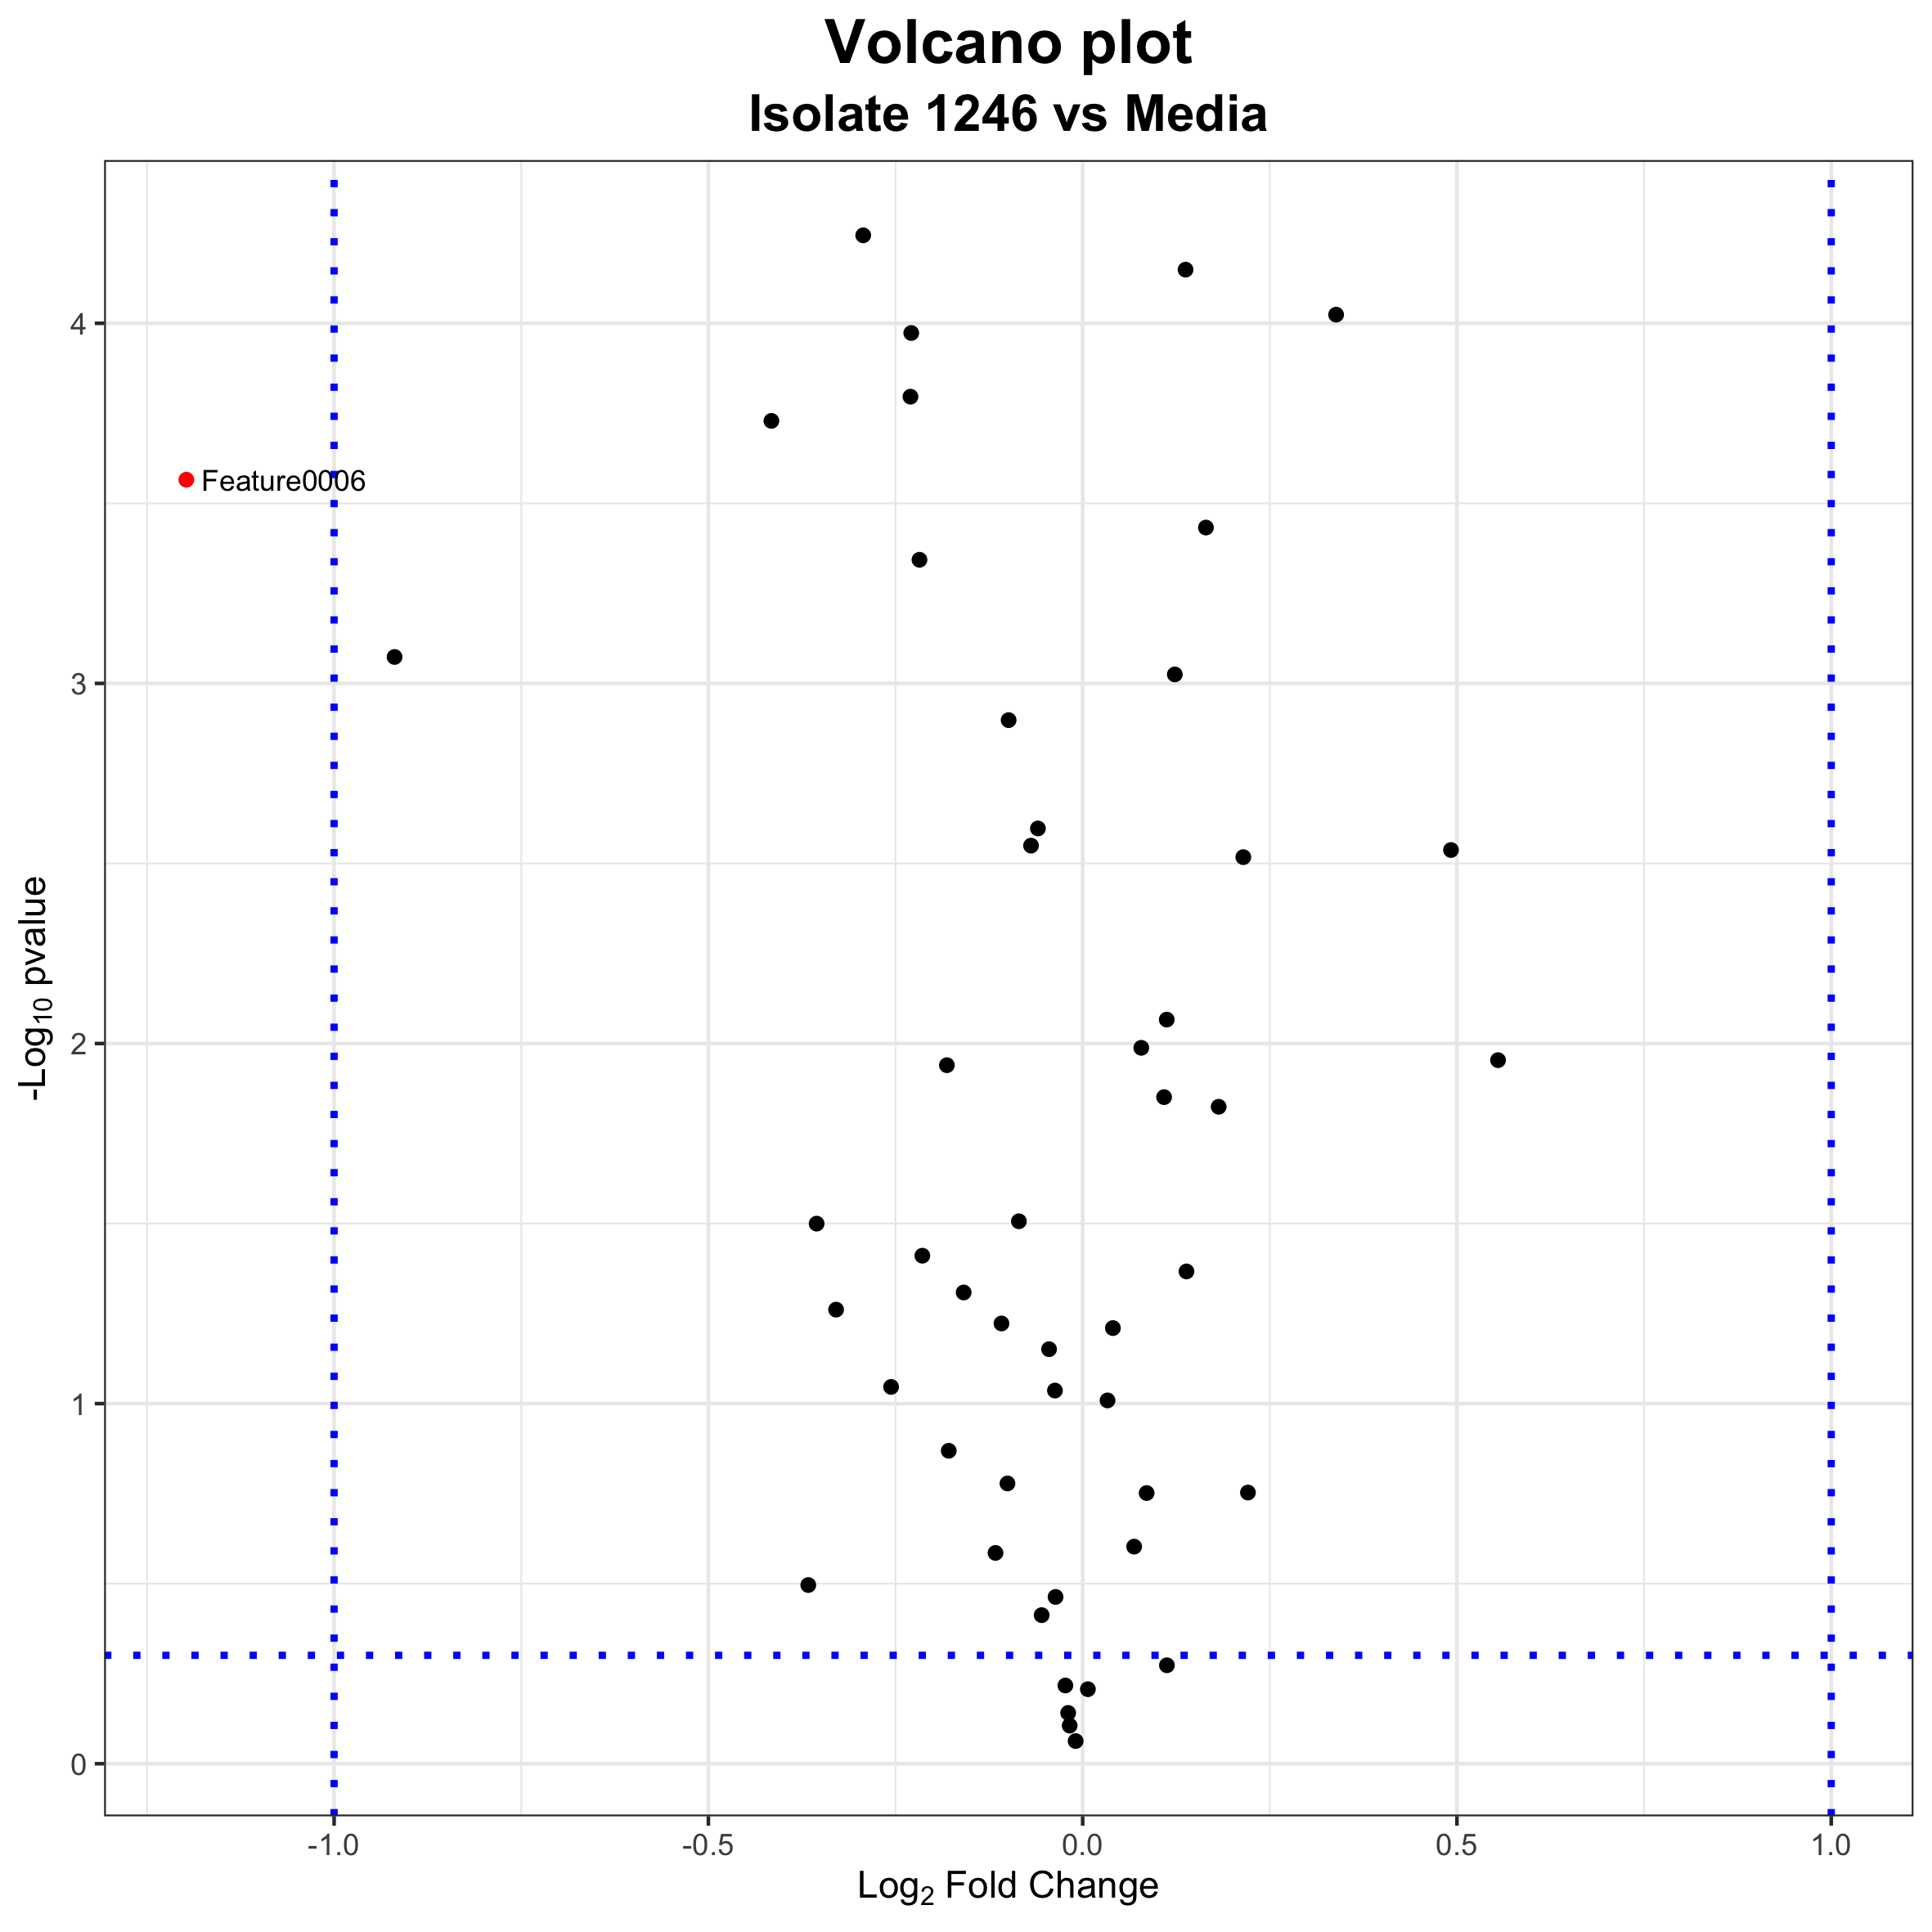 Volcano plot
Isolate 1246 vs Media
4
Feature0006
3
-Log10 pvalue
2
1
0
-1.0 -0.5 0.0 0.5 1.0
Log2 Fold Change